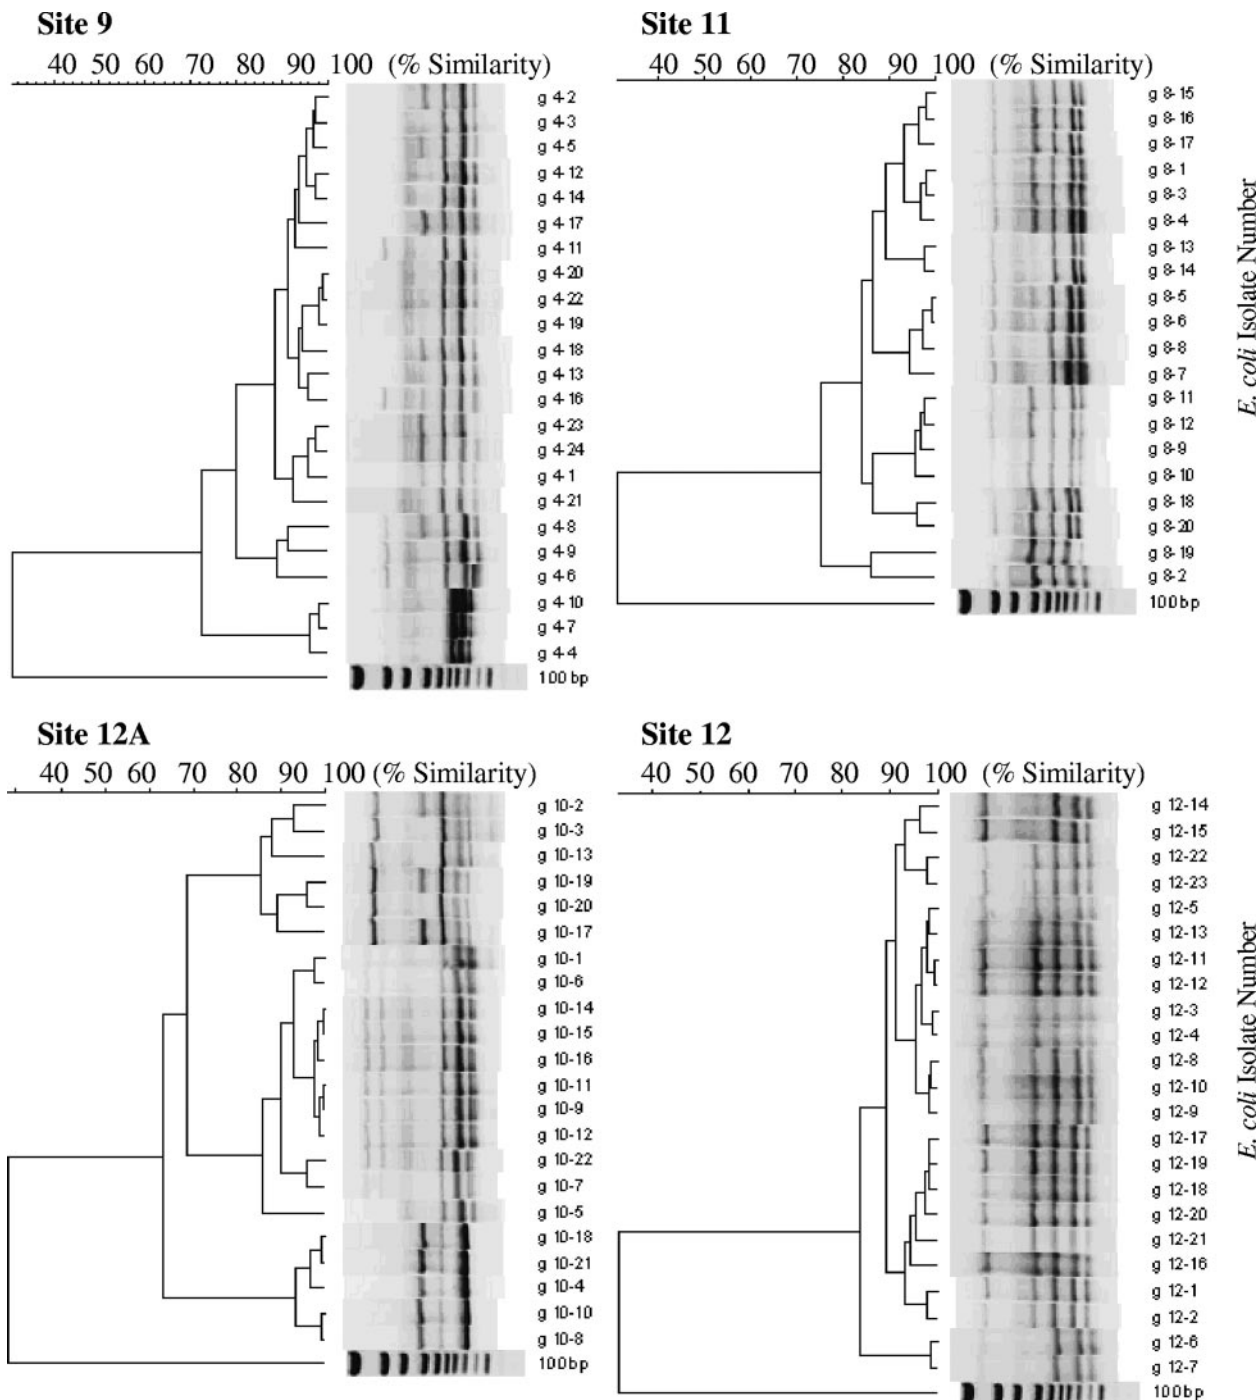 Site 9
40 50 60 70 80 90 100 (% Similarity)
g 4-2
g 4-3
g 4-5
g 4-12
g 4-14
g 4-17
g 4-11
g 4-20
g 4-22
g 4-19
g 4-18
g 4-13
g 4-16
g 4-23
g 4-24
g 4-1
g 4-21
g 4-8
g 4-9
g 4-6
g 4-10
g 4-7
g 4-4
100 bp
Site 11
40 50 60 70 80 90 100 (% Similarity)
g 8-15
g 8-16
g 8-17
g 8-1
g 8-3
g 8-4
g 8-13
g 8-14
g 8-5
g 8-6
g 8-8
g 8-7
g 8-11
g 8-12
g 8-9
g 8-10
g 8-18
g 8-20
g 8-19
g 8-2
100 bp
E. coli Isolate Number
Site 12A
40 50 60 70 80 90 100 (% Similarity)
g 10-2
g 10-3
g 10-13
g 10-19
g 10-20
g 10-17
g 10-1
g 10-6
g 10-14
g 10-15
g 10-16
g 10-11
g 10-9
g 10-12
g 10-22
g 10-7
g 10-5
g 10-18
g 10-21
g 10-4
g 10-10
g 10-8
100 bp
Site 12
40 50 60 70 80 90 100 (% Similarity)
g 12-14
g 12-15
g 12-22
g 12-23
g 12-5
g 12-13
g 12-11
g 12-12
g 12-3
g 12-4
g 12-8
g 12-10
g 12-9
g 12-17
g 12-19
g 12-18
g 12-20
g 12-21
g 12-16
g 12-1
g 12-2
g 12-6
g 12-7
100 bp
E. coli Isolate Number